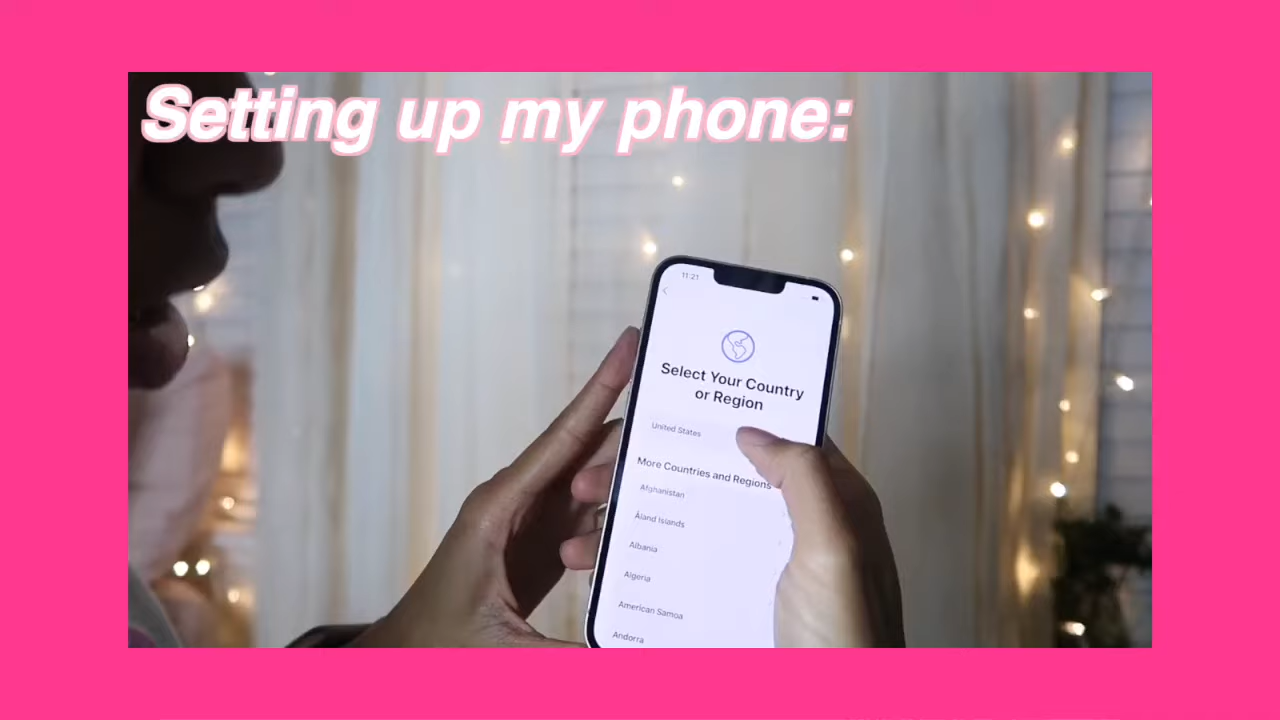 Setting up my phone:
11:21
Select Your Country
or Region
United States
More Countries and Regions
Afghanistan
Åland Islands
Albania
Algeria
American Samoa
Andorra